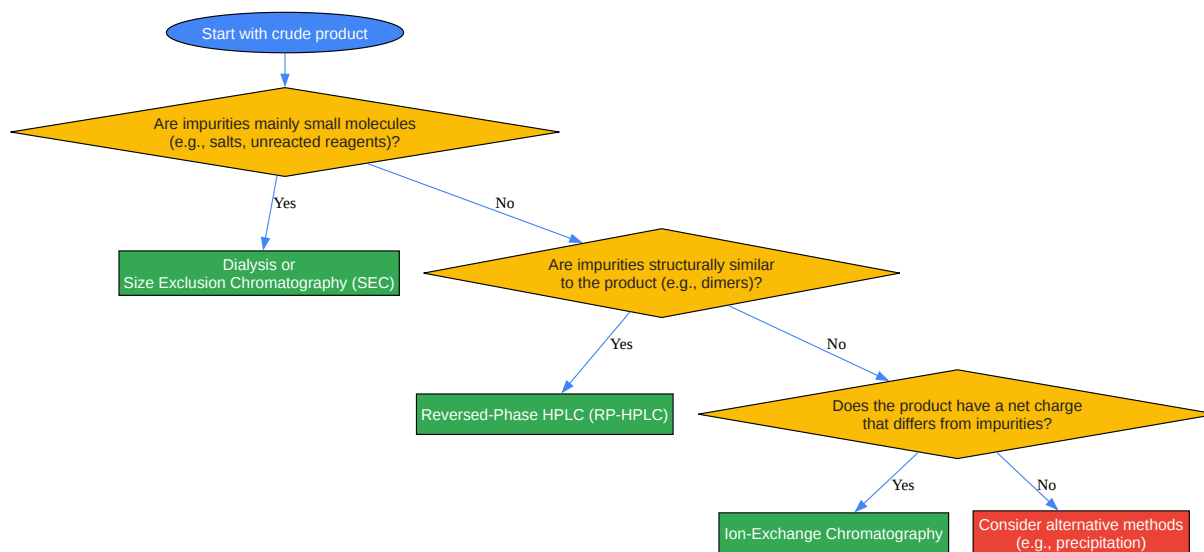 Start with crude product
Are impurities mainly small molecules
(e.g., salts, unreacted reagents)?
Yes
No
Dialysis or
Size Exclusion Chromatography (SEC)
Are impurities structurally similar
to the product (e.g., dimers)?
Yes
No
Reversed-Phase HPLC (RP-HPLC)
Does the product have a net charge
that differs from impurities?
Yes
No
Ion-Exchange Chromatography
Consider alternative methods
(e.g., precipitation)